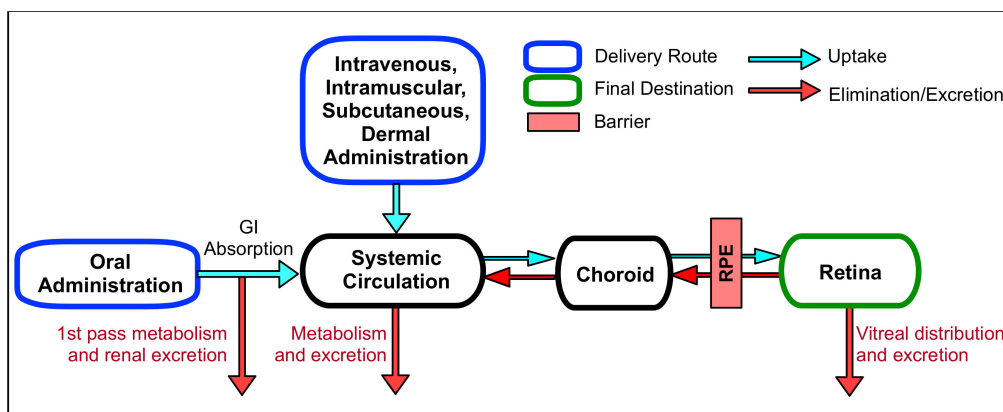 Intravenous,
Intramuscular,
Subcutaneous,
Dermal
Administration
Delivery Route
Final Destination
Barrier
Uptake
Elimination/Excretion
GI
Absorption
Oral
Administration
Systemic
Circulation
Choroid
RPE
Retina
1st pass metabolism
and renal excretion
Metabolism
and excretion
Vitreal distribution
and excretion